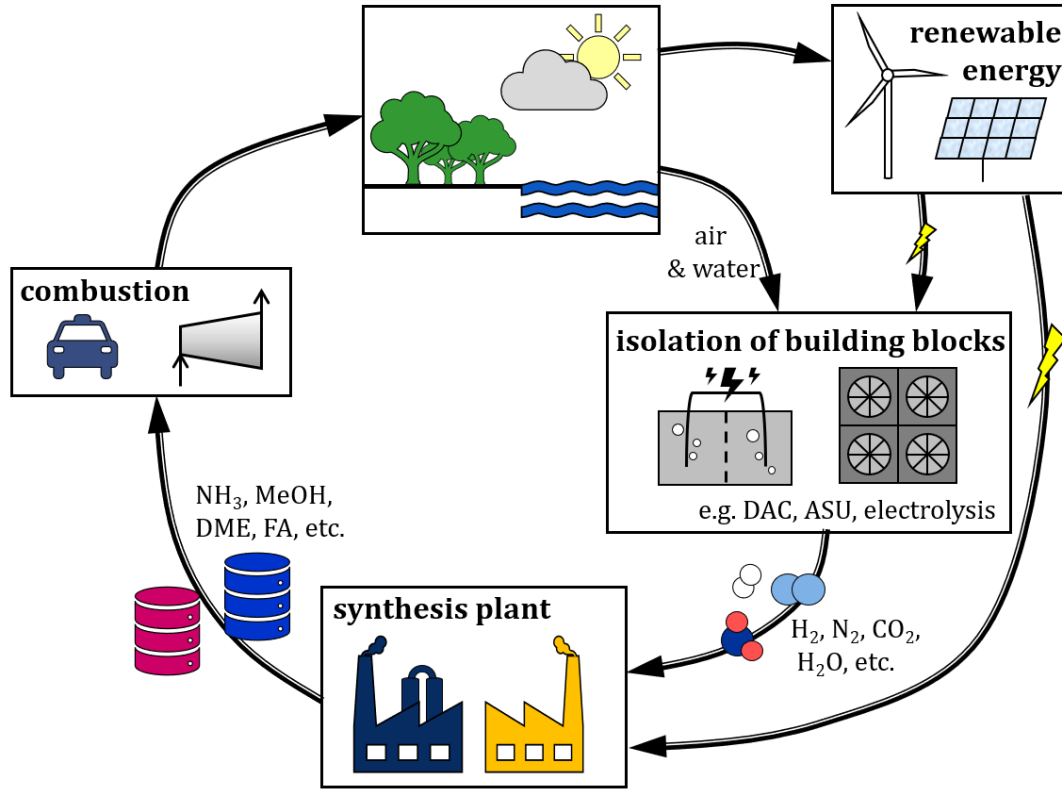 renewable
energy
air
& water
combustion
isolation of building blocks
e.g. DAC, ASU, electrolysis
NH₃, MeOH,
DME, FA, etc.
synthesis plant
H₂, N₂, CO₂,
H₂O, etc.